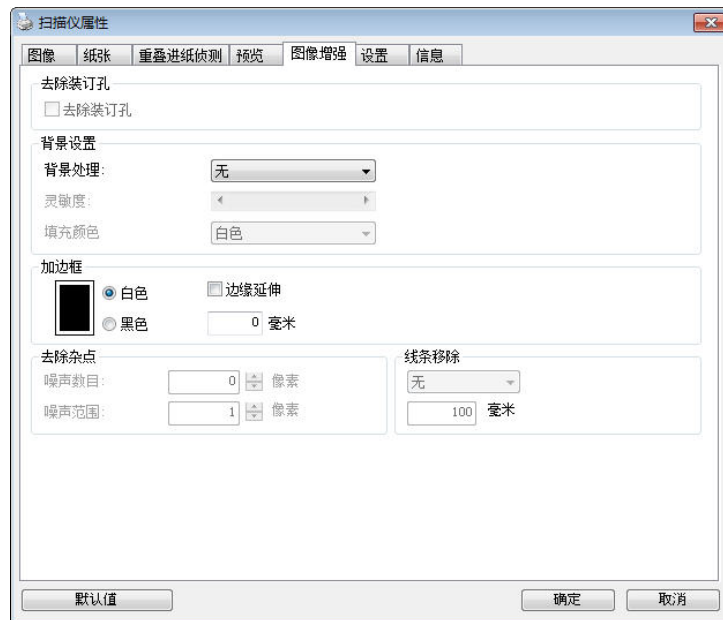 扫描仪属性
图像 纸张 重叠进纸侦测 预览 图像增强 设置 信息
去除装订孔
去除装订孔
背景设置
背景处理: 无
灵敏度:
填充颜色 白色
加边框
白色 边缘延伸
黑色 0 毫米
去除杂点 线条移除
噪声数目: 0 像素 无
噪声范围: 1 像素 100 毫米
默认值 确定 取消